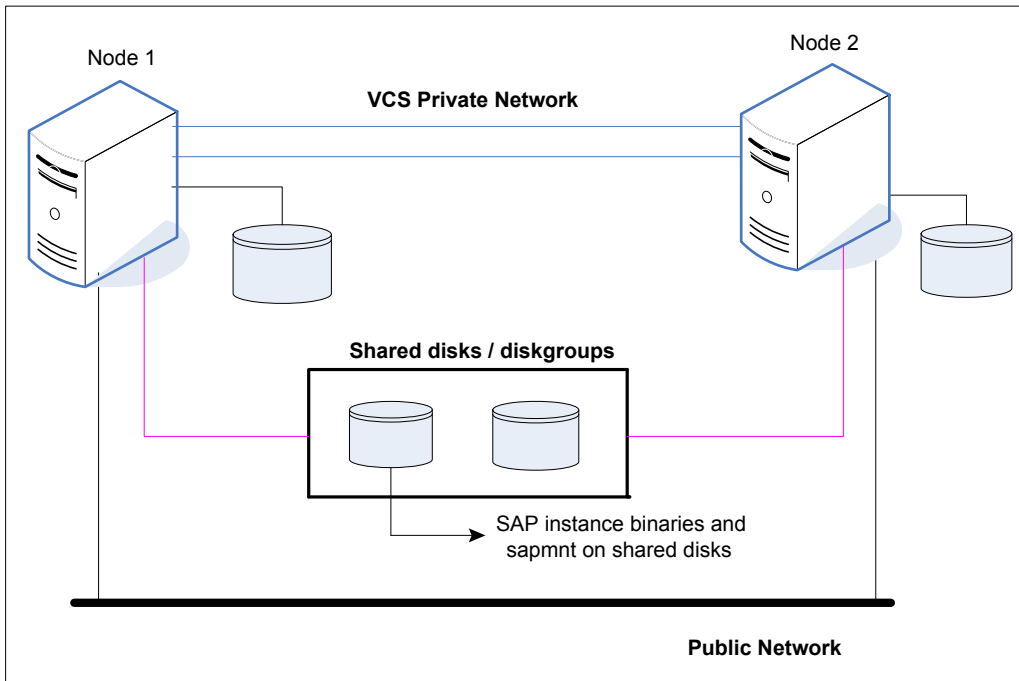 Node 1
Node 2
VCS Private Network
Shared disks / diskgroups
SAP instance binaries and
sapmnt on shared disks
Public Network